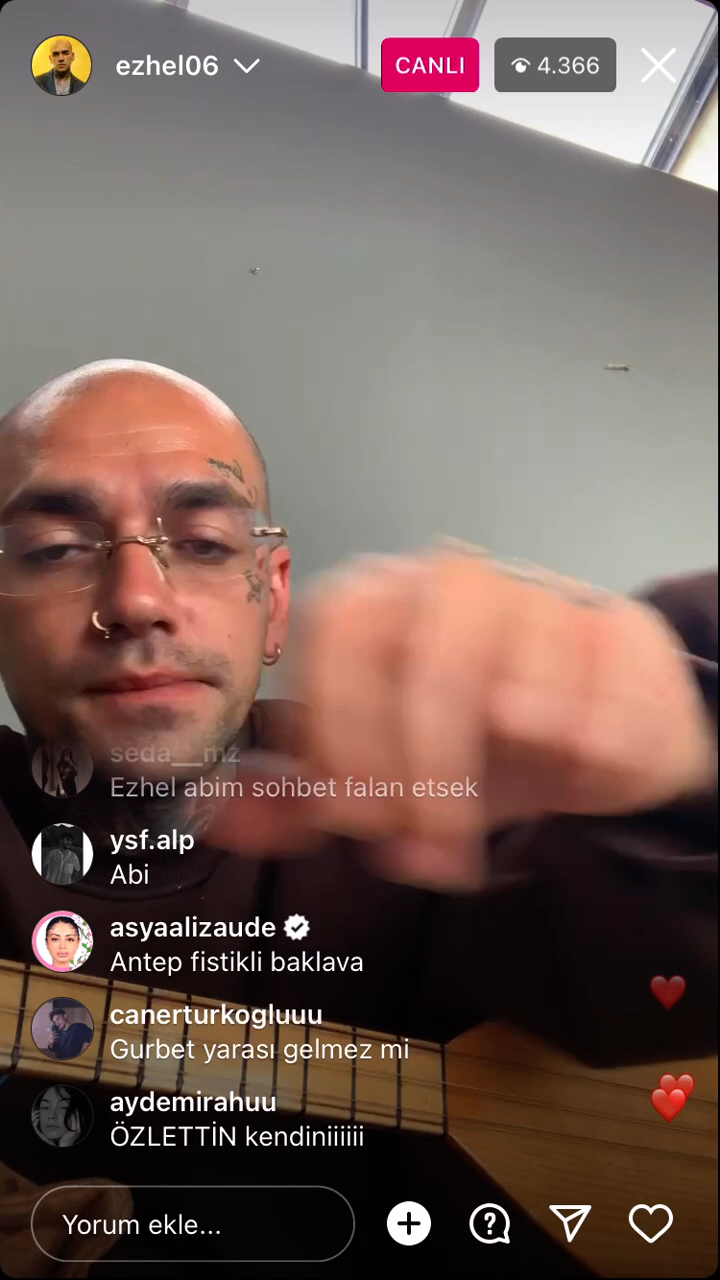 ezhel06
CANLI
4.366
seda__mz
Ezhel abim sohbet falan etsek
ysf.alp
Abi
asyaalizaude
Antep fistikli baklava
canerturkogluuu
Gurbet yarası gelmez mi
aydemirahuu
ÖZLETTİN kendiniiiiii
Yorum ekle...